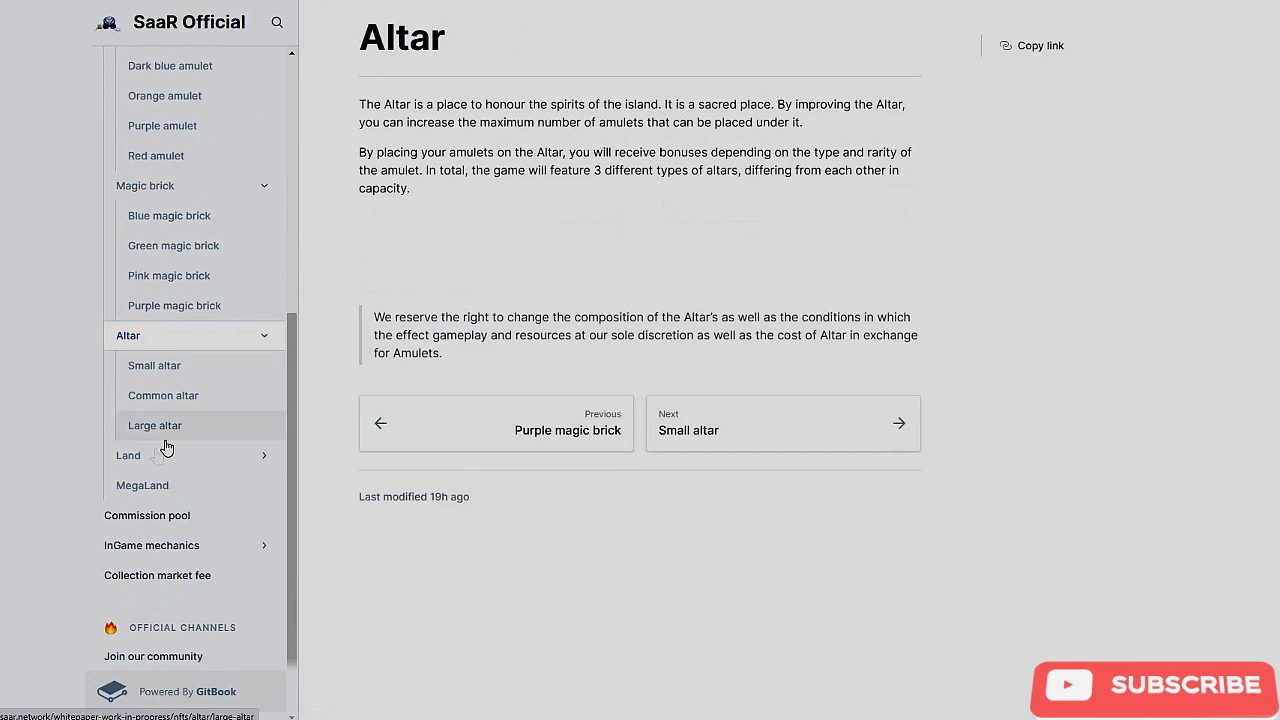 SaaR Official
Dark blue amulet
Orange amulet
Purple amulet
Red amulet
Magic brick
Blue magic brick
Green magic brick
Pink magic brick
Purple magic brick
Altar
Small altar
Common altar
Large altar
Land
MegaLand
Commission pool
InGame mechanics
Collection market fee
OFFICIAL CHANNELS
Join our community
Powered By GitBook
saar.network/whitepaper-work-in-progress/nfts/altar/large-altar
Altar
The Altar is a place to honour the spirits of the island. It is a sacred place. By improving the Altar,
you can increase the maximum number of amulets that can be placed under it.
By placing your amulets on the Altar, you will receive bonuses depending on the type and rarity of
the amulet. In total, the game will feature 3 different types of altars, differing from each other in
capacity.
We reserve the right to change the composition of the Altar's as well as the conditions in which
the effect gameplay and resources at our sole discretion as well as the cost of Altar in exchange
for Amulets.
Previous
Purple magic brick
Next
Small altar
Last modified 19h ago
Copy link
SUBSCRIBE